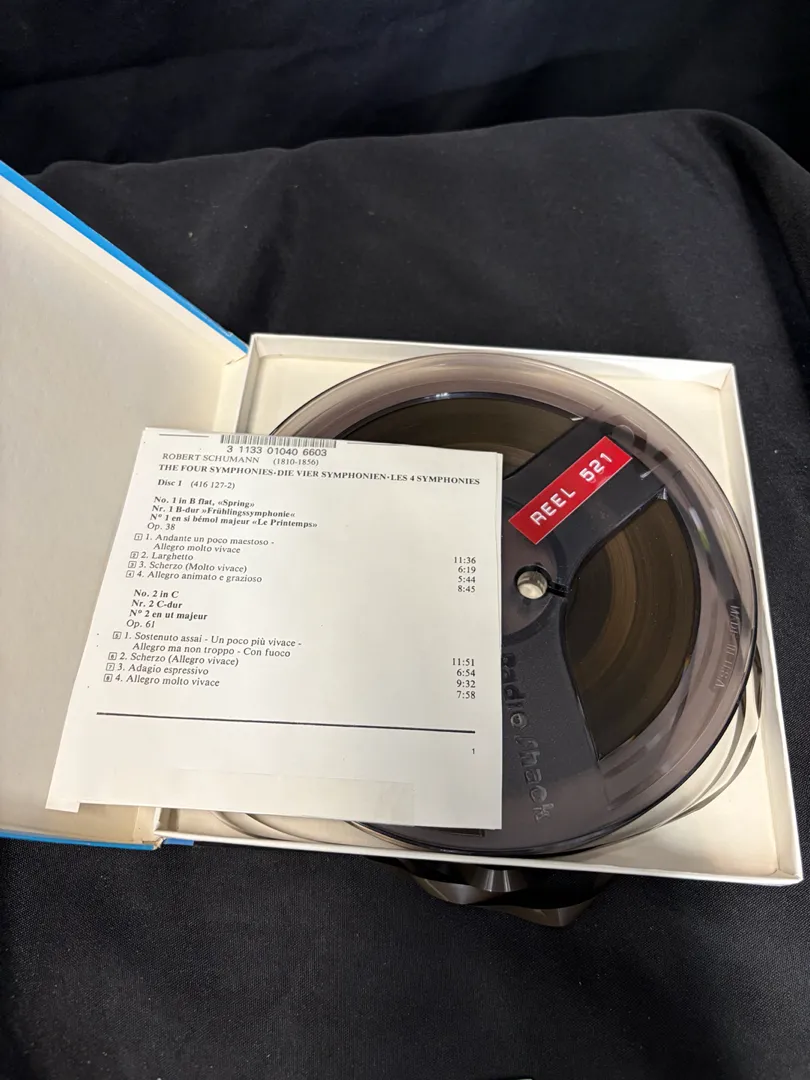 3 1133 01040 6603
ROBERT SCHUMANN (1810-1856)
THE FOUR SYMPHONIES·DIE VIER SYMPHONIEN·LES 4 SYMPHONIES
Disc 1 (416 127-2)
No. 1 in B flat, «Spring»
Nr. 1 B-dur »Frühlingssymphonie«
N° 1 en si bémol majeur «Le Printemps»
Op. 38
1 1. Andante un poco maestoso -
Allegro molto vivace 11:36
2 2. Larghetto 6:19
3 3. Scherzo (Molto vivace) 5:44
4 4. Allegro animato e grazioso 8:45
No. 2 in C
Nr. 2 C-dur
N° 2 en ut majeur
Op. 61
5 1. Sostenuto assai - Un poco più vivace -
Allegro ma non troppo - Con fuoco 11:51
6 2. Scherzo (Allegro vivace) 6:54
7 3. Adagio espressivo 9:32
8 4. Allegro molto vivace 7:58
1
REEL 521
radio shack
MADE IN USA